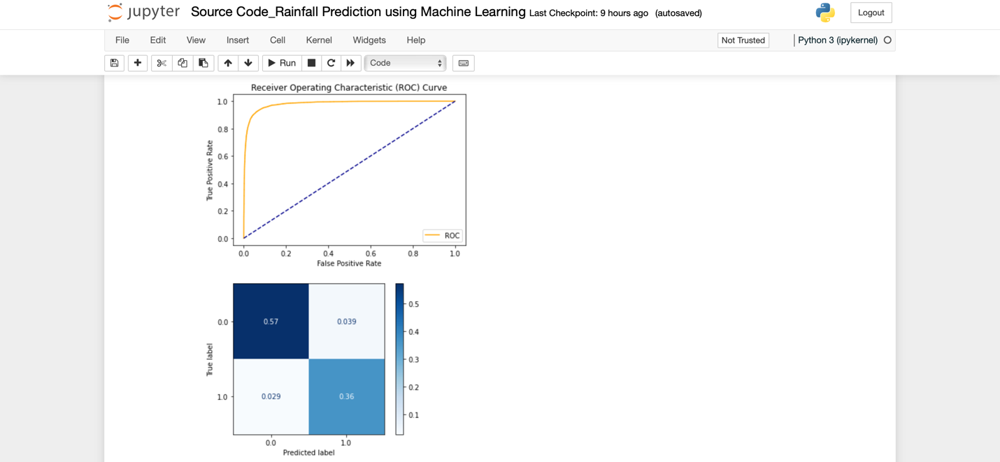 jupyter Source Code_Rainfall Prediction using Machine Learning Last Checkpoint: 9 hours ago (autosaved) Logout
File Edit View Insert Cell Kernel Widgets Help Not Trusted Python 3 (ipykernel)
Run Code
Receiver Operating Characteristic (ROC) Curve
1.0
0.8
0.6
0.4
0.2
0.0
True Positive Rate
ROC
0.0 0.2 0.4 0.6 0.8 1.0
False Positive Rate
0.57 0.039
0.029 0.36
0.0
1.0
True label
0.0 1.0
Predicted label
0.5
0.4
0.3
0.2
0.1